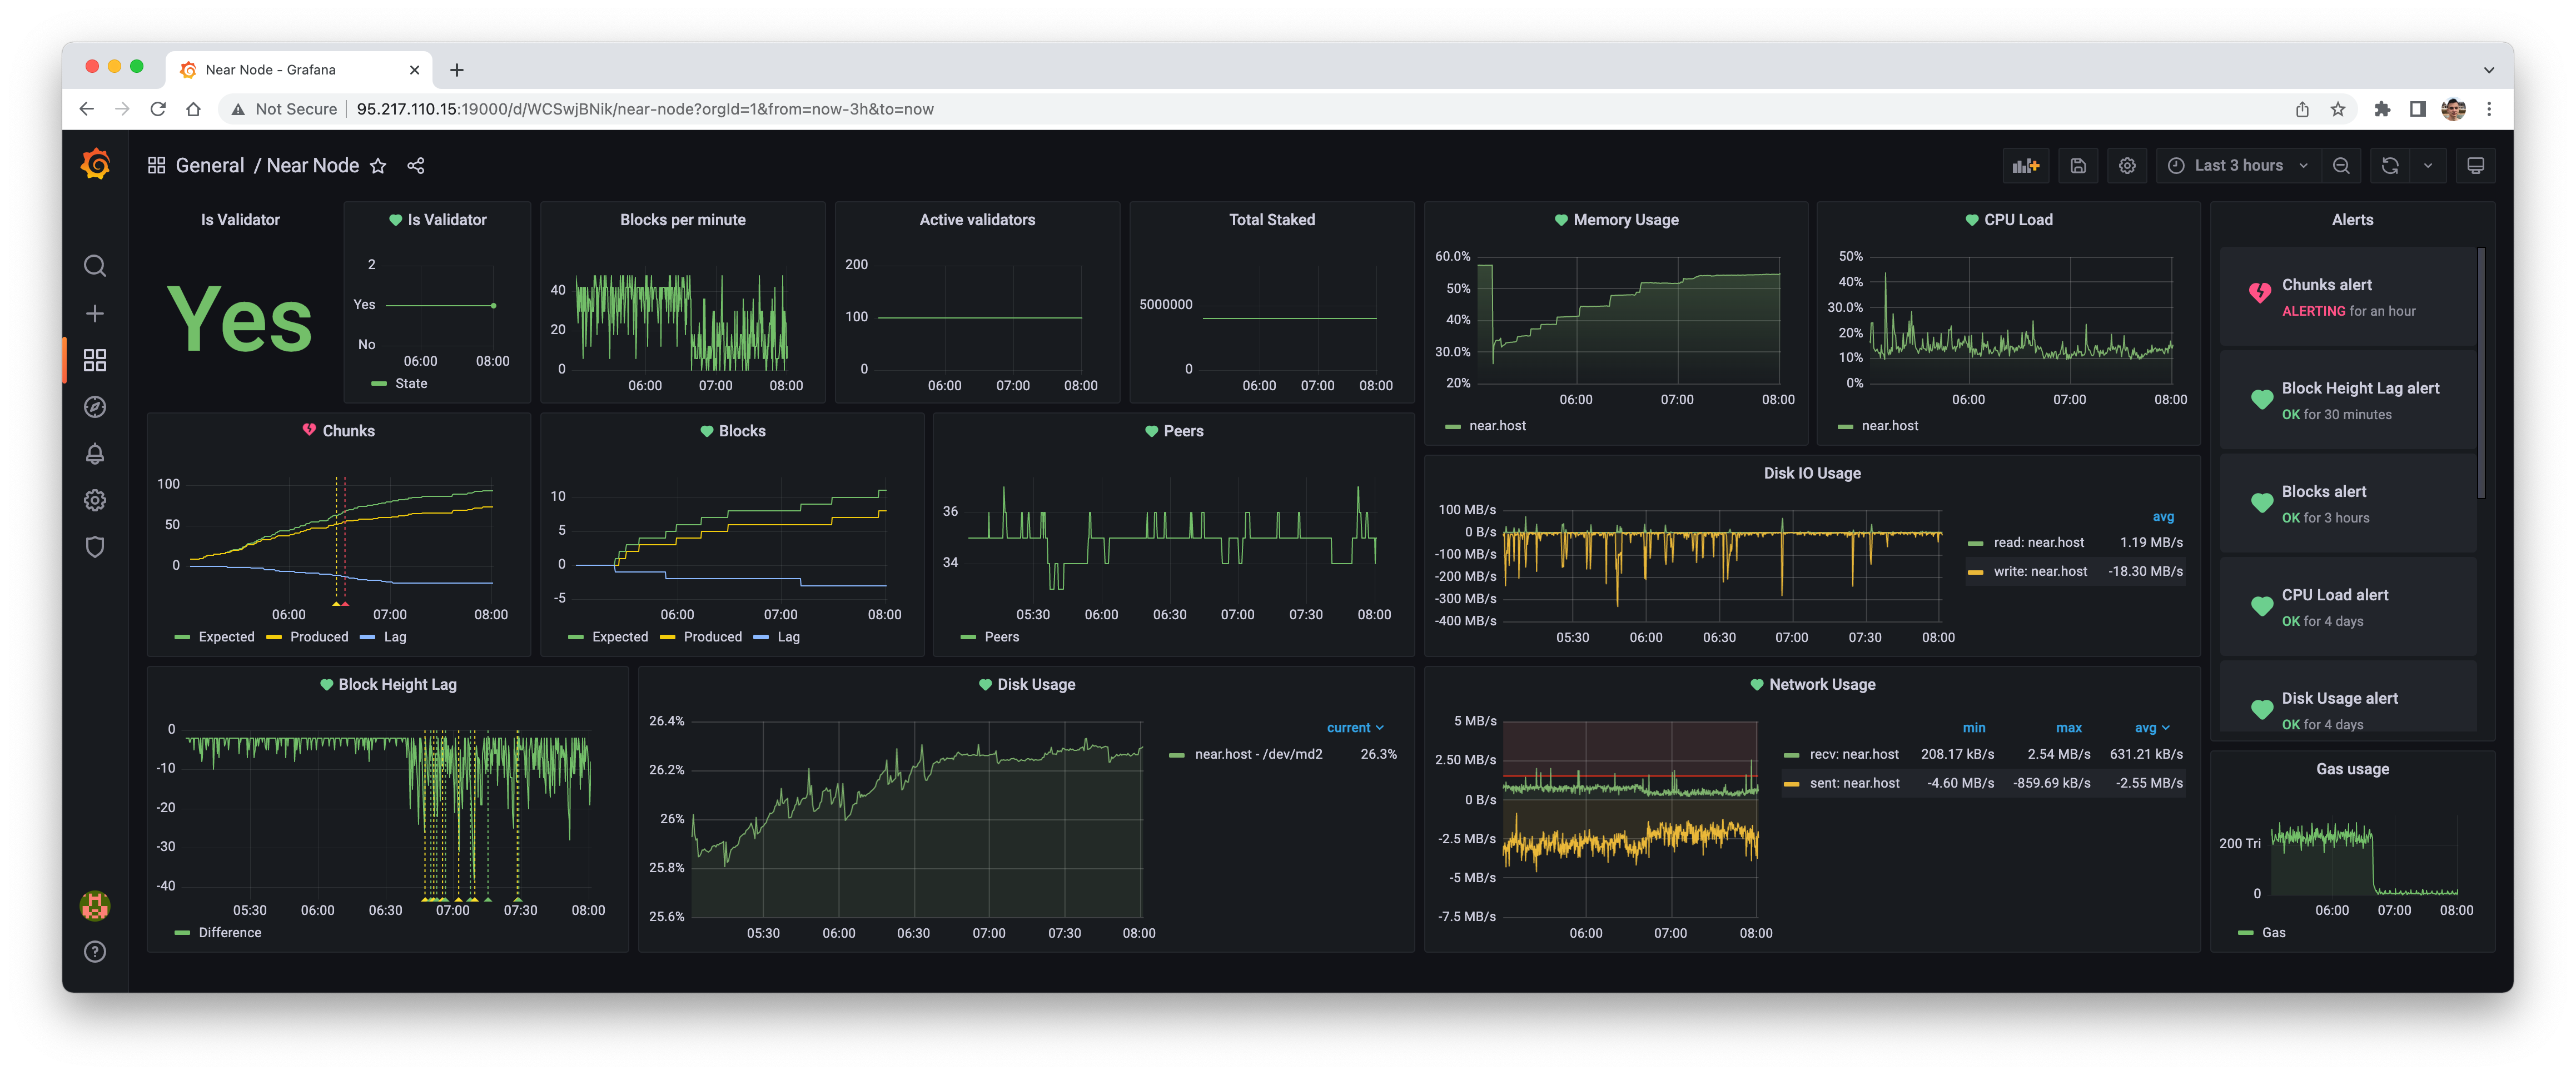 Near Node - Grafana
Not Secure
95.217.110.15:19000/d/WCSwjBNik/near-node?orgId=1&from=now-3h&to=now
General / Near Node
Last 3 hours
Is Validator
Yes
Is Validator
2
Yes
No
06:00 08:00
State
Blocks per minute
40
20
0
06:00 07:00 08:00
Active validators
200
100
0
06:00 07:00 08:00
Total Staked
5000000
0
06:00 07:00 08:00
Memory Usage
60.0%
50%
40%
30.0%
20%
06:00 07:00 08:00
near.host
CPU Load
50%
40%
30.0%
20%
10%
0%
06:00 07:00 08:00
near.host
Alerts
Chunks alert
ALERTING for an hour
Block Height Lag alert
OK for 30 minutes
Blocks alert
OK for 3 hours
CPU Load alert
OK for 4 days
Disk Usage alert
OK for 4 days
Chunks
100
50
0
06:00 07:00 08:00
Expected Produced Lag
Blocks
10
5
0
-5
06:00 07:00 08:00
Expected Produced Lag
Peers
36
34
05:30 06:00 06:30 07:00 07:30 08:00
Peers
Disk IO Usage
100 MB/s
0 B/s
-100 MB/s
-200 MB/s
-300 MB/s
-400 MB/s
05:30 06:00 06:30 07:00 07:30 08:00
avg
read: near.host 1.19 MB/s
write: near.host -18.30 MB/s
Block Height Lag
0
-10
-20
-30
-40
05:30 06:00 06:30 07:00 07:30 08:00
Difference
Disk Usage
26.4%
26.2%
26%
25.8%
25.6%
05:30 06:00 06:30 07:00 07:30 08:00
current
near.host - /dev/md2 26.3%
Network Usage
5 MB/s
2.50 MB/s
0 B/s
-2.5 MB/s
-5 MB/s
-7.5 MB/s
06:00 07:00 08:00
min max avg
recv: near.host 208.17 kB/s 2.54 MB/s 631.21 kB/s
sent: near.host -4.60 MB/s -859.69 kB/s -2.55 MB/s
Gas usage
200 Tri
0
06:00 07:00 08:00
Gas